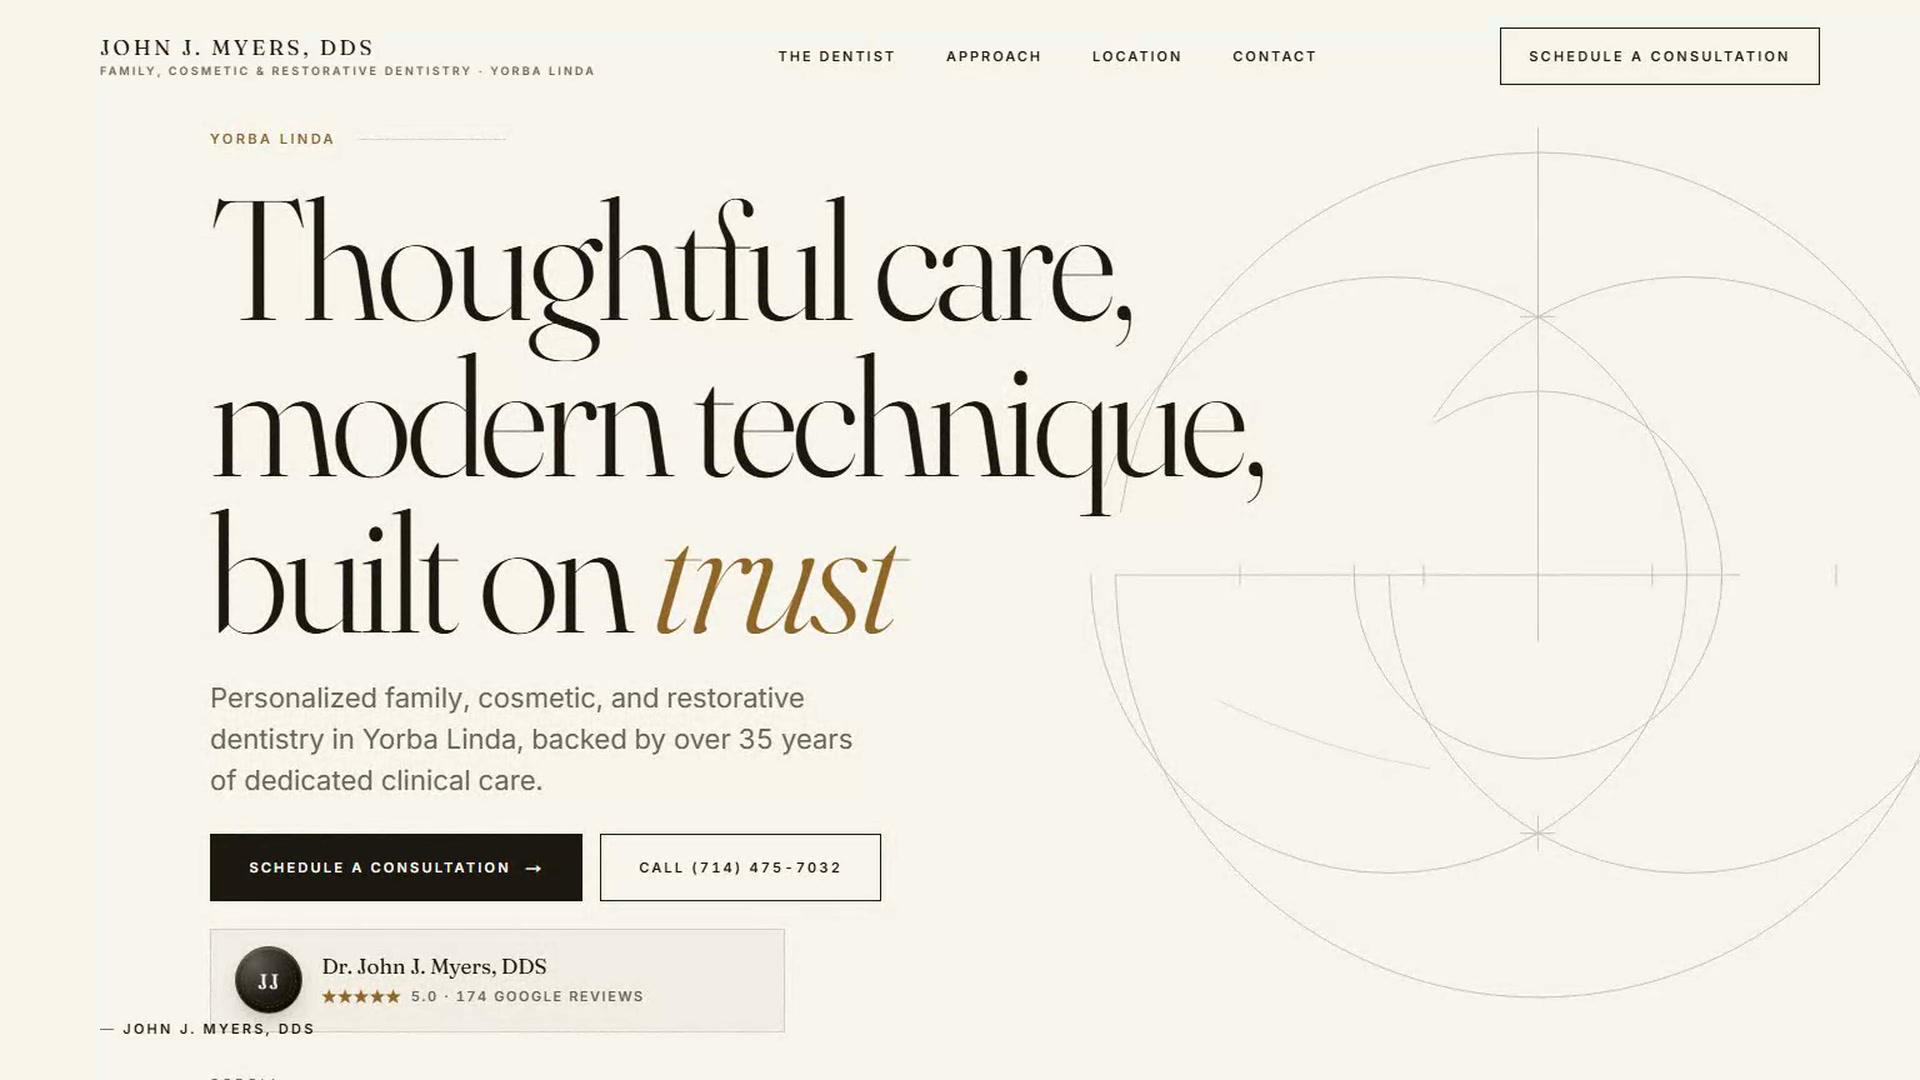 JOHN J. MYERS, DDS
FAMILY, COSMETIC & RESTORATIVE DENTISTRY · YORBA LINDA
THE DENTIST
APPROACH
LOCATION
CONTACT
SCHEDULE A CONSULTATION
YORBA LINDA
Thoughtful care,
modern technique,
built on trust
Personalized family, cosmetic, and restorative
dentistry in Yorba Linda, backed by over 35 years
of dedicated clinical care.
SCHEDULE A CONSULTATION →
CALL (714) 475-7032
JJ
Dr. John J. Myers, DDS
★★★★★ 5.0 · 174 GOOGLE REVIEWS
— JOHN J. MYERS, DDS